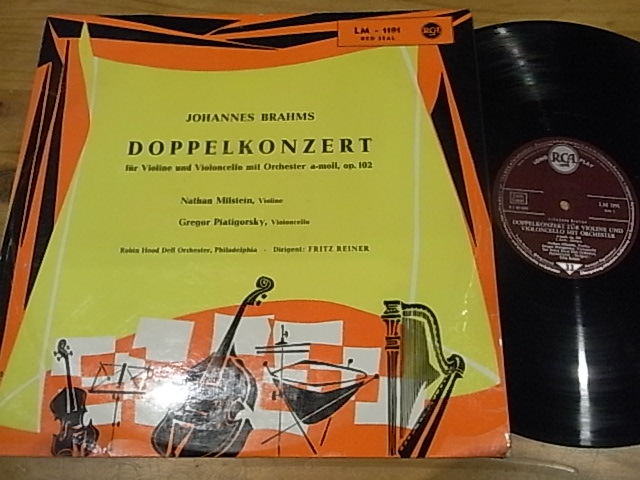 LM - 1191
RED SEAL
RCA
JOHANNES BRAHMS
DOPPELKONZERT
für Violine und Violoncello mit Orchester a-moll, op. 102
Nathan Milstein, Violine
Gregor Piatigorsky, Violoncello
Robin Hood Dell Orchester, Philadelphia - Dirigent: FRITZ REINER
RCA
LM 1191
DOPPELKONZERT FÜR VIOLINE UND
VIOLONCELLO MIT ORCHESTER